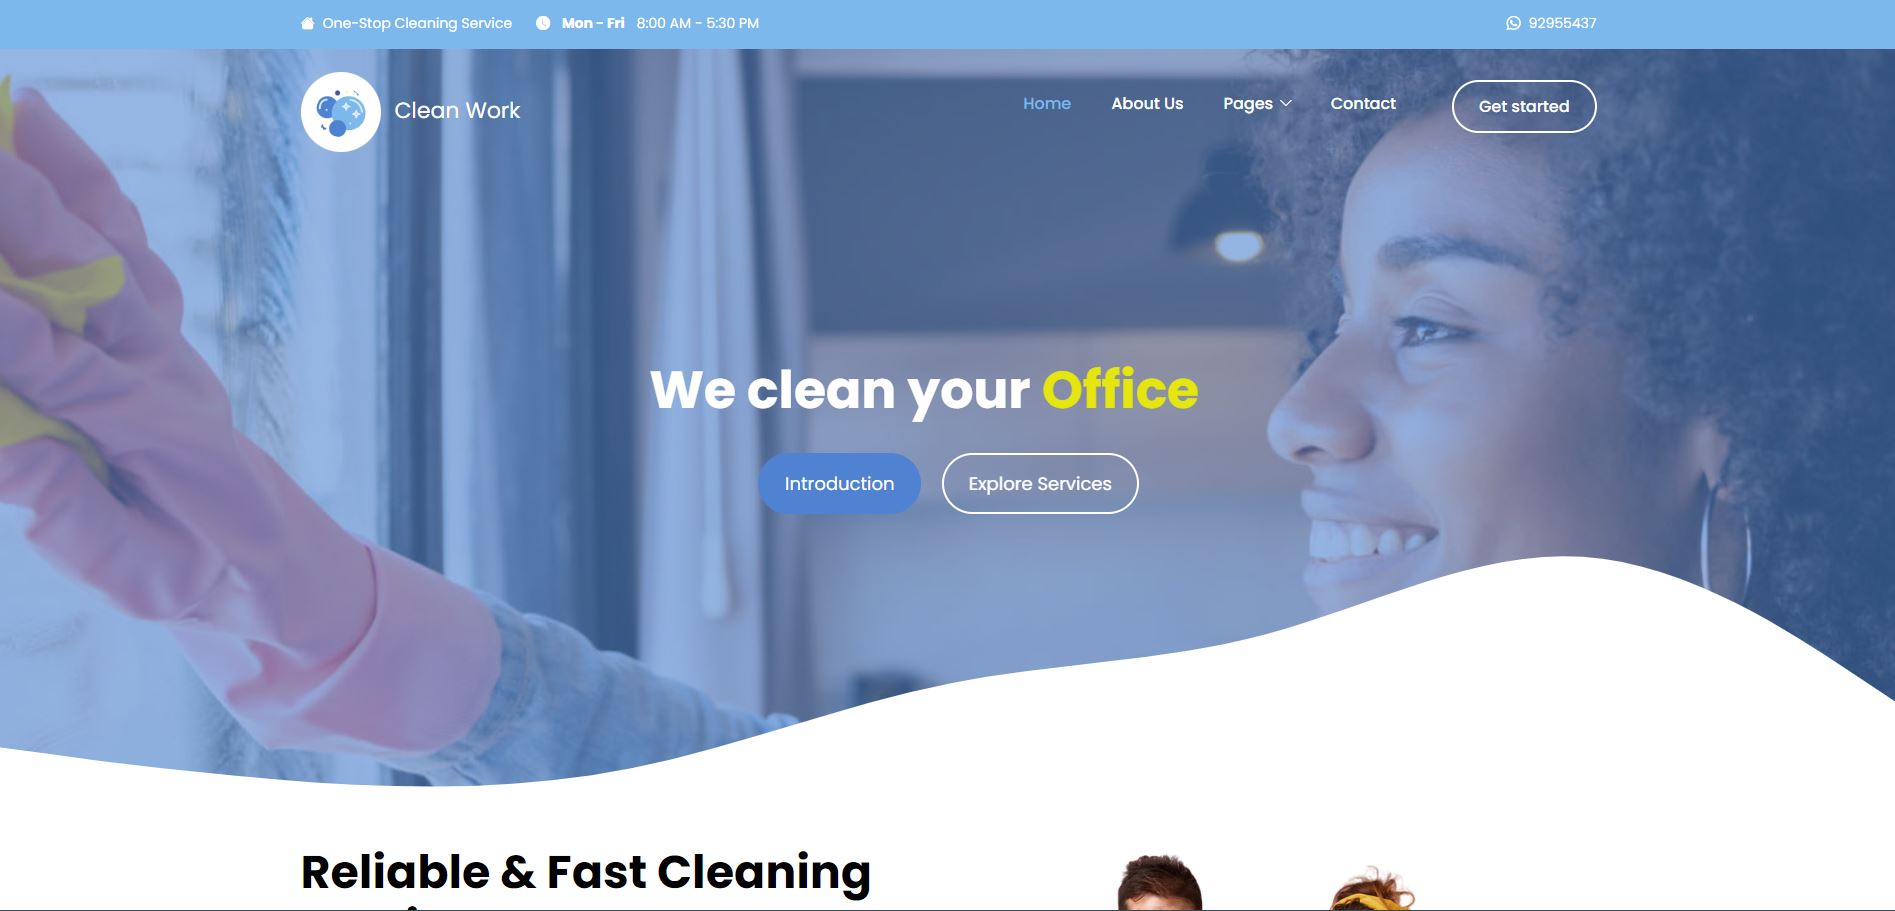 One-Stop Cleaning Service Mon - Fri 8:00 AM - 5:30 PM 92955437
Clean Work Home About Us Pages Contact Get started
We clean your Office
Introduction Explore Services
Reliable & Fast Cleaning